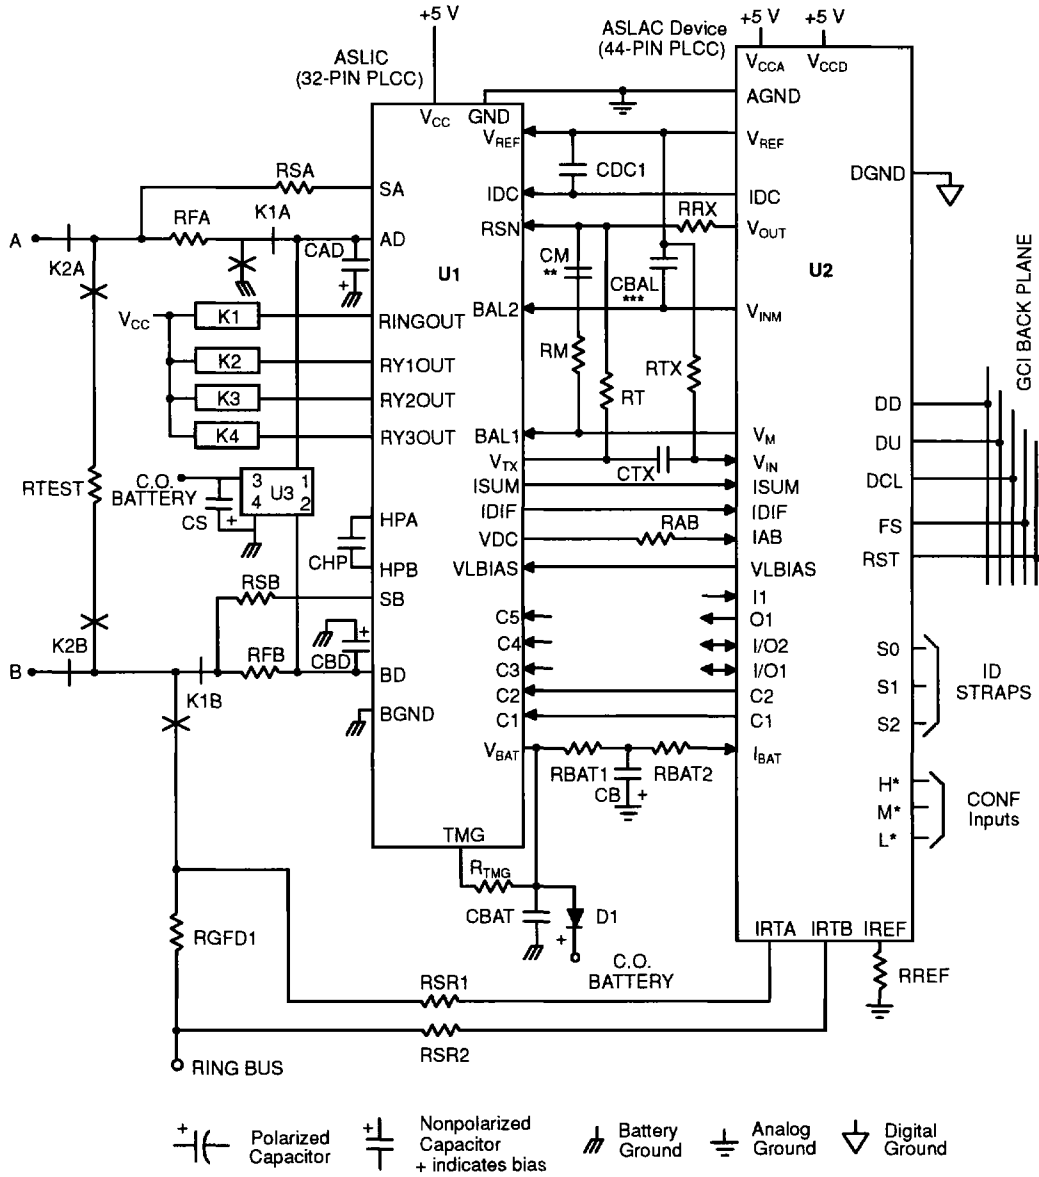 +5 V
+5 V
+5 V
ASLAC Device
(44-PIN PLCC)
ASLIC
(32-PIN PLCC)
VCCA
VCCD
AGND
VCC
GND
VREF
VREF
RSA
CDC1
DGND
SA
IDC
IDC
RFA
K1A
RRX
RSN
VOUT
A
AD
CAD
U1
CM
**
U2
K2A
CBAL
***
GCI BACK PLANE
VCC
K1
RINGOUT
BAL2
VINM
K2
RY1OUT
RM
RTX
K3
RY2OUT
RT
DD
K4
RY3OUT
BAL1
VM
DU
VTX
CTX
VIN
C.O.
BATTERY
3
1
4
2
U3
RTEST
ISUM
ISUM
DCL
CS
+
IDIF
IDIF
HPA
RAB
FS
VDC
IAB
CHP
HPB
VLBIAS
VLBIAS
RST
RSB
SB
I1
C5
O1
+
K2B
CBD
C4
I/O2
S0
RFB
C3
I/O1
ID
STRAPS
B
BD
K1B
C2
C2
S1
BGND
C1
C1
S2
VBAT
IBAT
RBAT1
RBAT2
CB
+
H*
CONF
Inputs
M*
L*
TMG
RTMG
CBAT
D1
+
C.O.
BATTERY
IRTA
IRTB
IREF
RGFD1
RREF
RSR1
RSR2
RING BUS
+
Polarized
Capacitor
+
Nonpolarized
Capacitor
+ indicates bias
Battery
Ground
Analog
Ground
Digital
Ground